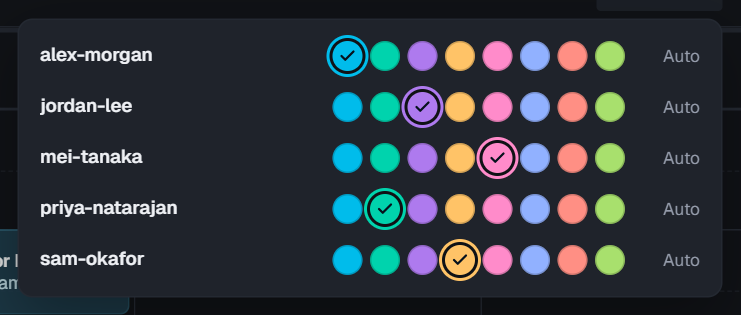 alex-morgan Auto
jordan-lee Auto
mei-tanaka Auto
priya-natarajan Auto
sam-okafor Auto